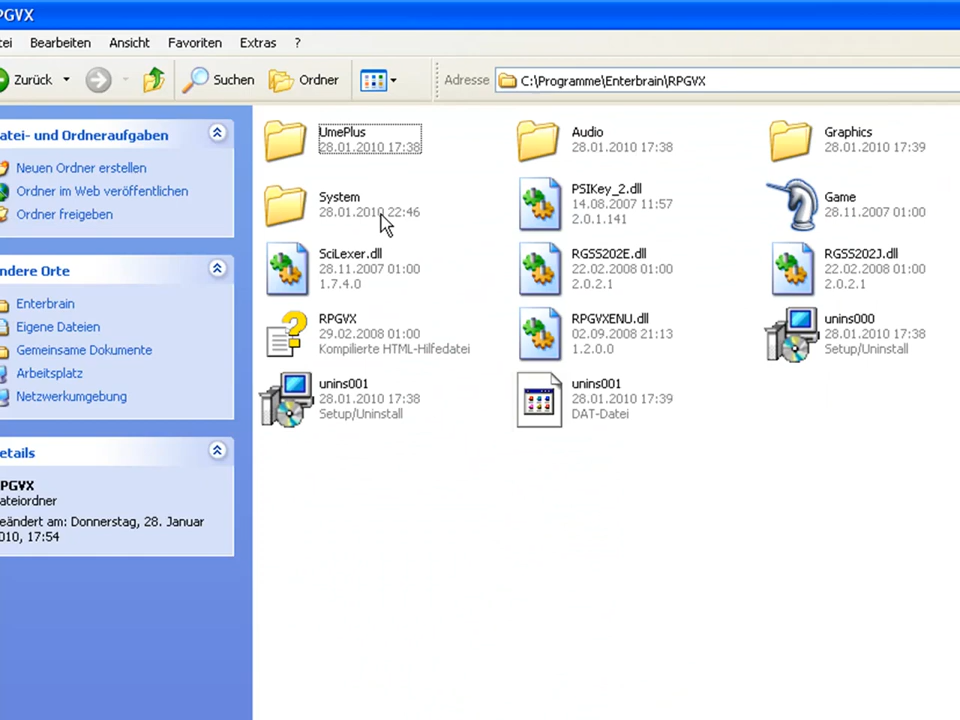 PGVX
tei Bearbeiten Ansicht Favoriten Extras ?
Zurück Suchen Ordner Adresse C:\Programme\Enterbrain\RPGVX
atei- und Ordneraufgaben
Neuen Ordner erstellen
Ordner im Web veröffentlichen
Ordner freigeben
ndere Orte
Enterbrain
Eigene Dateien
Gemeinsame Dokumente
Arbeitsplatz
Netzwerkumgebung
etails
PGVX
ateiordner
eändert am: Donnerstag, 28. Januar
010, 17:54
UmePlus
28.01.2010 17:38
Audio
28.01.2010 17:38
Graphics
28.01.2010 17:39
System
28.01.2010 22:46
PSIKey_2.dll
14.08.2007 11:57
2.0.1.141
Game
28.11.2007 01:00
SciLexer.dll
28.11.2007 01:00
1.7.4.0
RGSS202E.dll
22.02.2008 01:00
2.0.2.1
RGSS202J.dll
22.02.2008 01:00
2.0.2.1
RPGVX
29.02.2008 01:00
Kompilierte HTML-Hilfedatei
RPGVXENU.dll
02.09.2008 21:13
1.2.0.0
unins000
28.01.2010 17:38
Setup/Uninstall
unins001
28.01.2010 17:38
Setup/Uninstall
unins001
28.01.2010 17:39
DAT-Datei